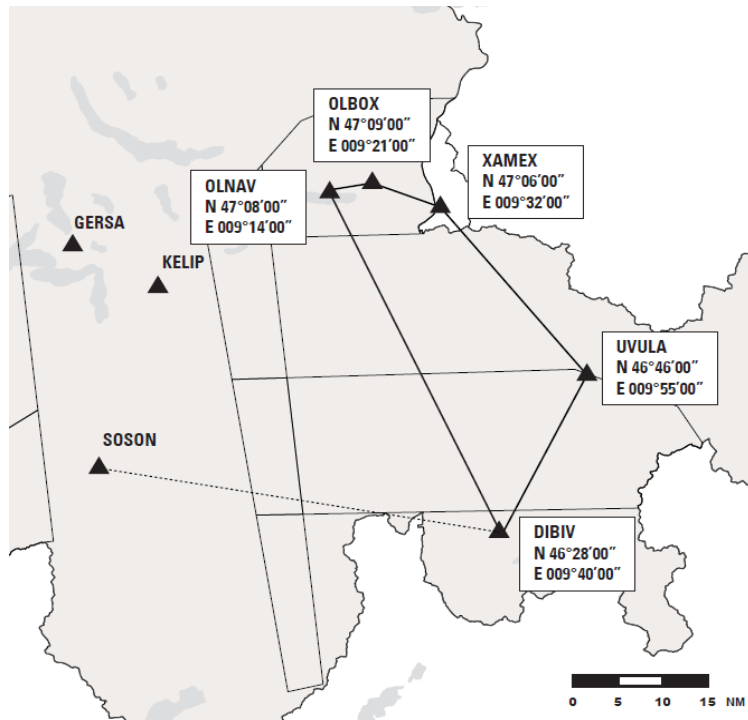 OLBOX
N 47°09′00″
E 009°21′00″
XAMEX
N 47°06′00″
E 009°32′00″
OLNAV
N 47°08′00″
E 009°14′00″
GERSA
KELIP
UVULA
N 46°46′00″
E 009°55′00″
SOSON
DIBIV
N 46°28′00″
E 009°40′00″
0 5 10 15 NM